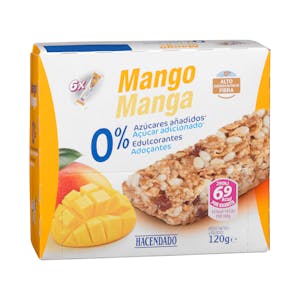 6x
Mango
Manga
ALTO
FIBRA
0%
Azúcares añadidos*
Açúcar adicionado*
Edulcorantes
Adoçantes
69
HACENDADO
120g e